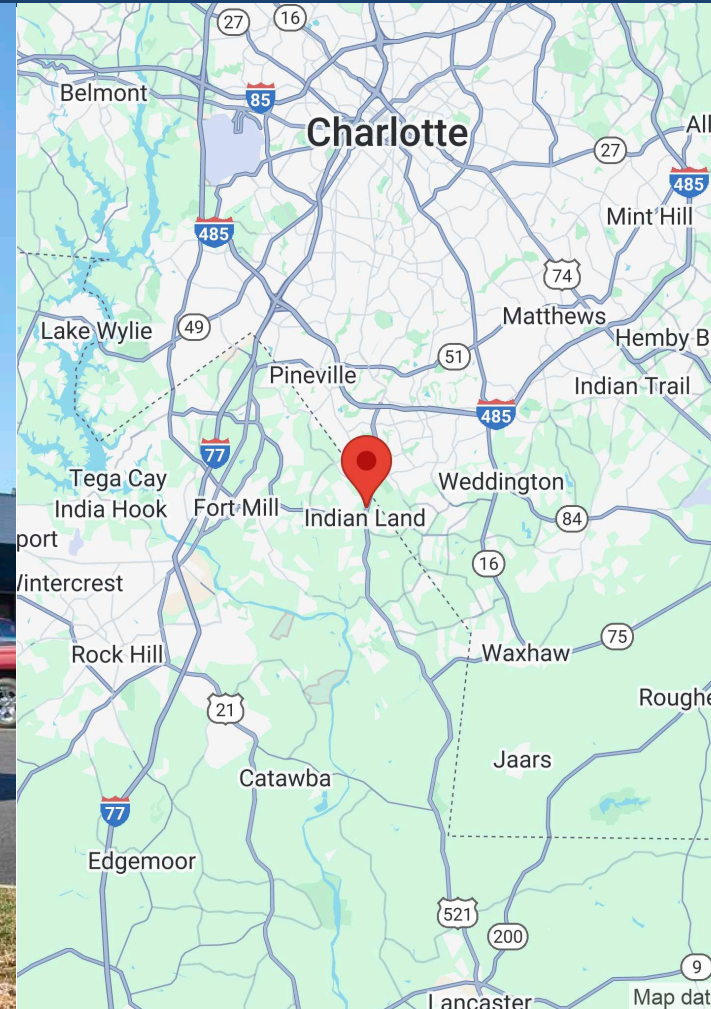 27
16
Belmont
85
Charlotte
27
All
485
485
Mint Hill
74
Lake Wylie
49
Matthews
Hemby B
51
Pineville
Indian Trail
485
77
Tega Cay
Weddington
India Hook
Fort Mill
Indian Land
84
port
16
Wintercrest
75
Rock Hill
Waxhaw
21
Roughe
Jaars
Catawba
77
Edgemoor
521
200
9
Lancaster
Map dat